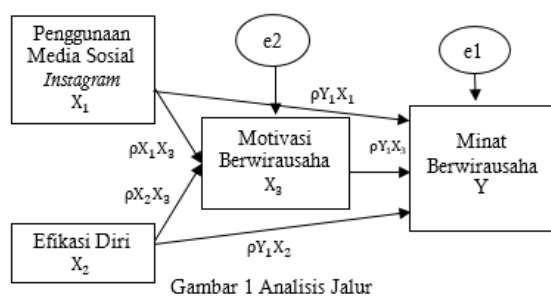 Penggunaan
Media Sosial
Instagram
X₁
e2
e1
ρY₁X₁
ρX₁X₃
Motivasi
Berwirausaha
X₃
ρY₁X₃
Minat
Berwirausaha
Y
ρX₂X₃
Efikasi Diri
X₂
ρY₁X₂
Gambar 1 Analisis Jalur